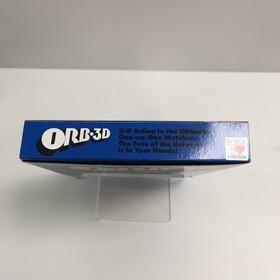 ORB-3D
3-D Action in the Ultimate
One-on-One Matchup.
The Fate of the Universe
is in Your Hands!